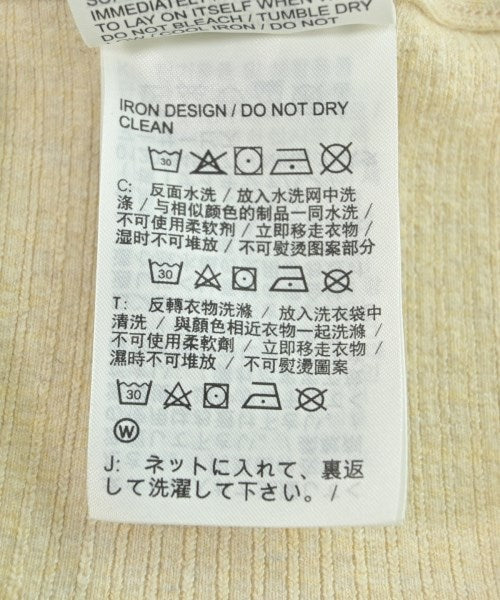 IMMEDIATELY
TO LAY ON ITSELF WHEN
DO NOT BLEACH / TUMBLE DRY
IRON DESIGN / DO NOT DRY
CLEAN
30
C: 反面水洗 / 放入水洗网中洗
涤 / 与相似颜色的制品一同水洗 /
不可使用柔软剂 / 立即移走衣物 /
湿时不可堆放 / 不可熨烫图案部分
30
T: 反轉衣物洗滌 / 放入洗衣袋中
清洗 / 與顏色相近衣物一起洗滌 /
不可使用柔軟劑 / 立即移走衣物 /
濕時不可堆放 / 不可熨燙圖案
30
W
J: ネットに入れて、裏返
して洗濯して下さい。/